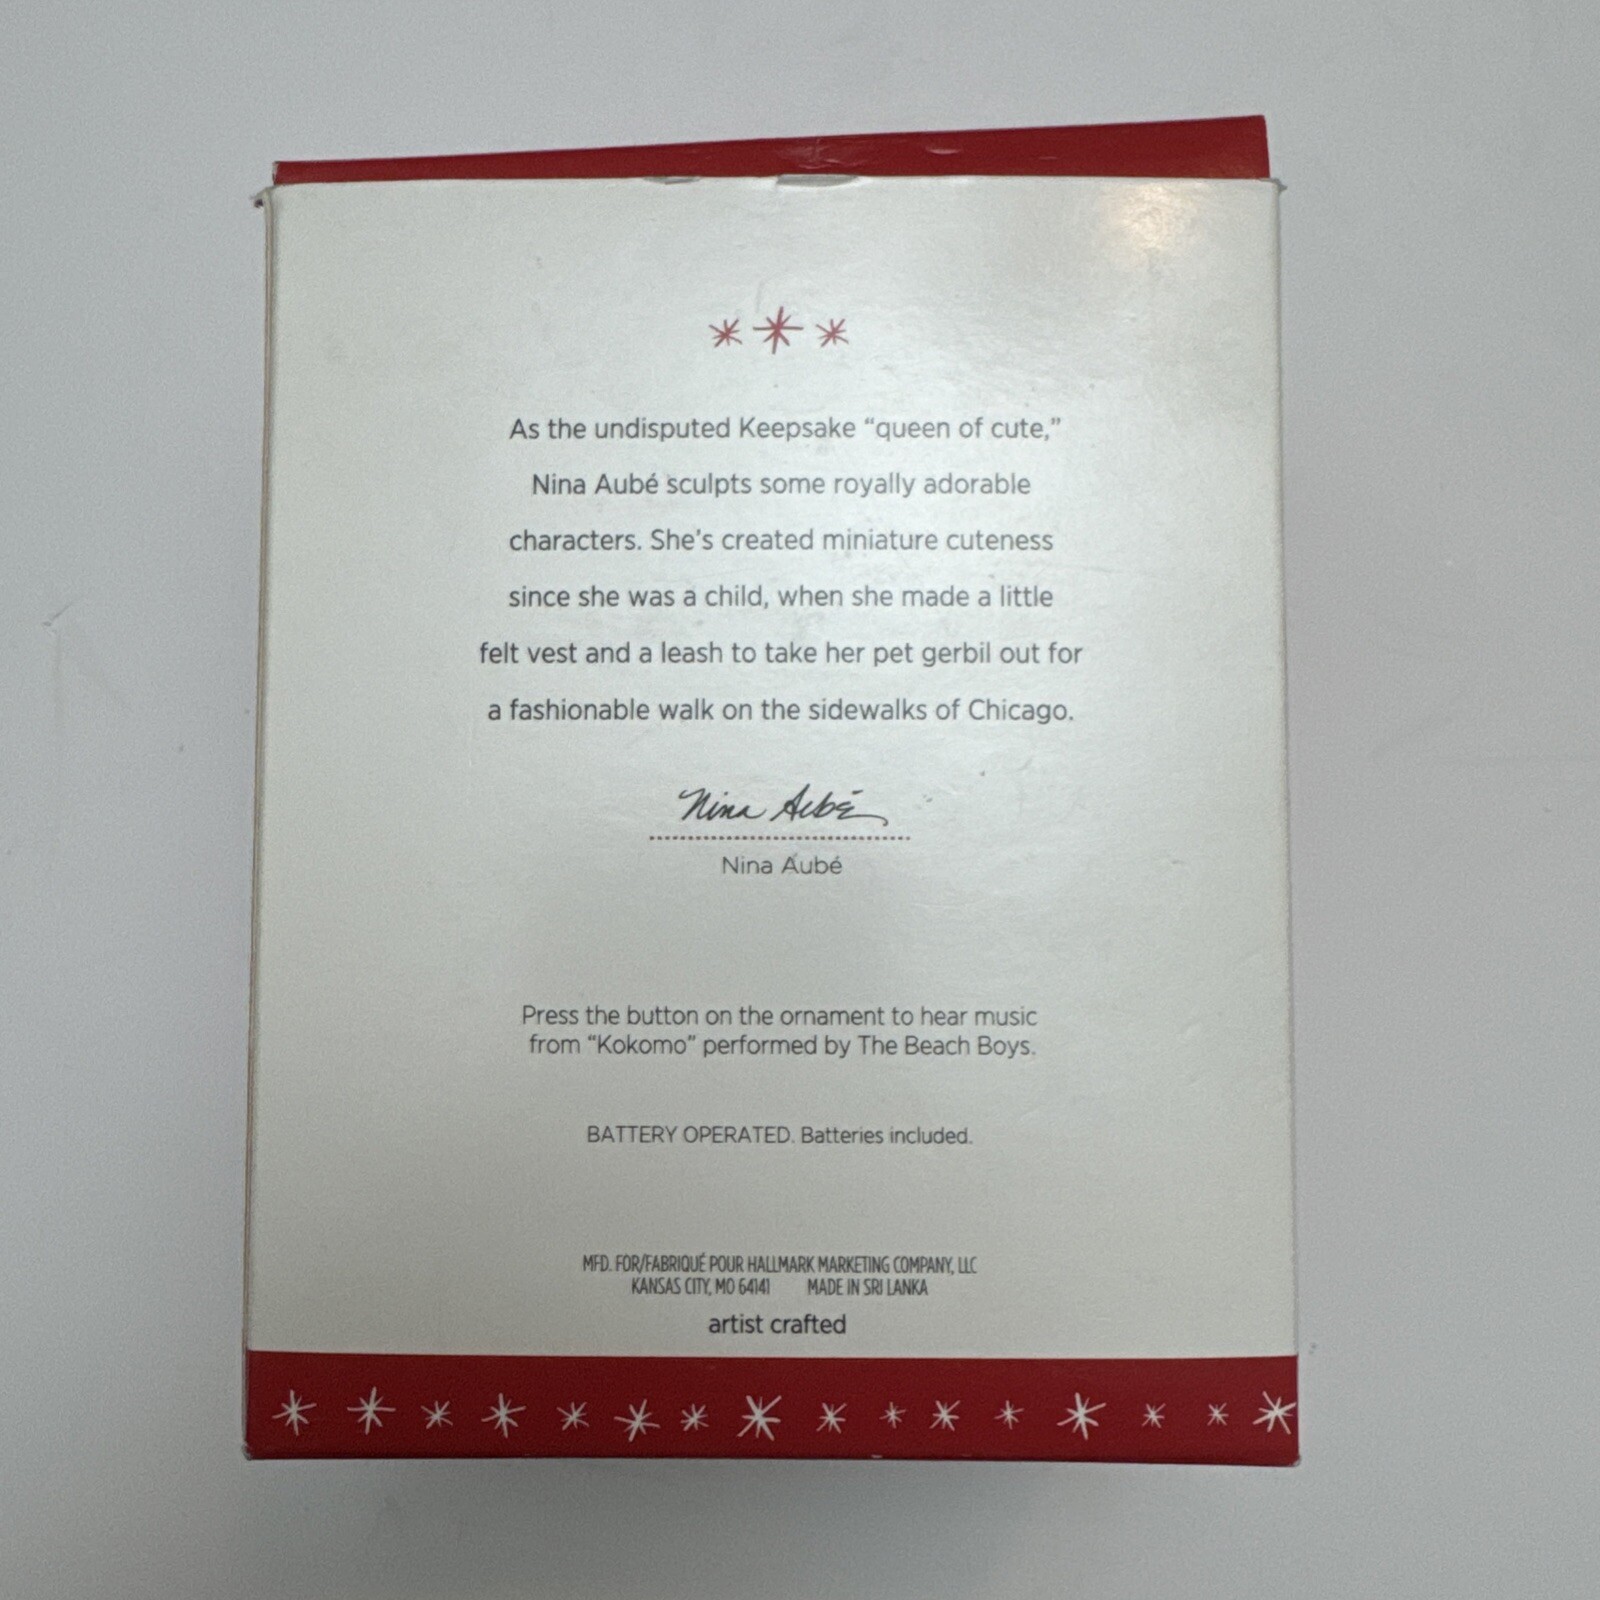 As the undisputed Keepsake “queen of cute,”
Nina Aubé sculpts some royally adorable
characters. She’s created miniature cuteness
since she was a child, when she made a little
felt vest and a leash to take her pet gerbil out for
a fashionable walk on the sidewalks of Chicago.
Nina Aubé
Nina Aubé
Press the button on the ornament to hear music
from “Kokomo” performed by The Beach Boys.
BATTERY OPERATED. Batteries included.
MFD. FOR/FABRIQUÉ POUR HALLMARK MARKETING COMPANY, LLC
KANSAS CITY, MO 64141 MADE IN SRI LANKA
artist crafted